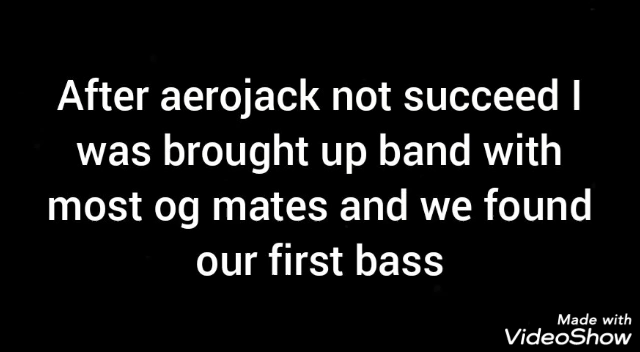 After aerojack not succeed I
was brought up band with
most og mates and we found
our first bass
Made with
VideoShow